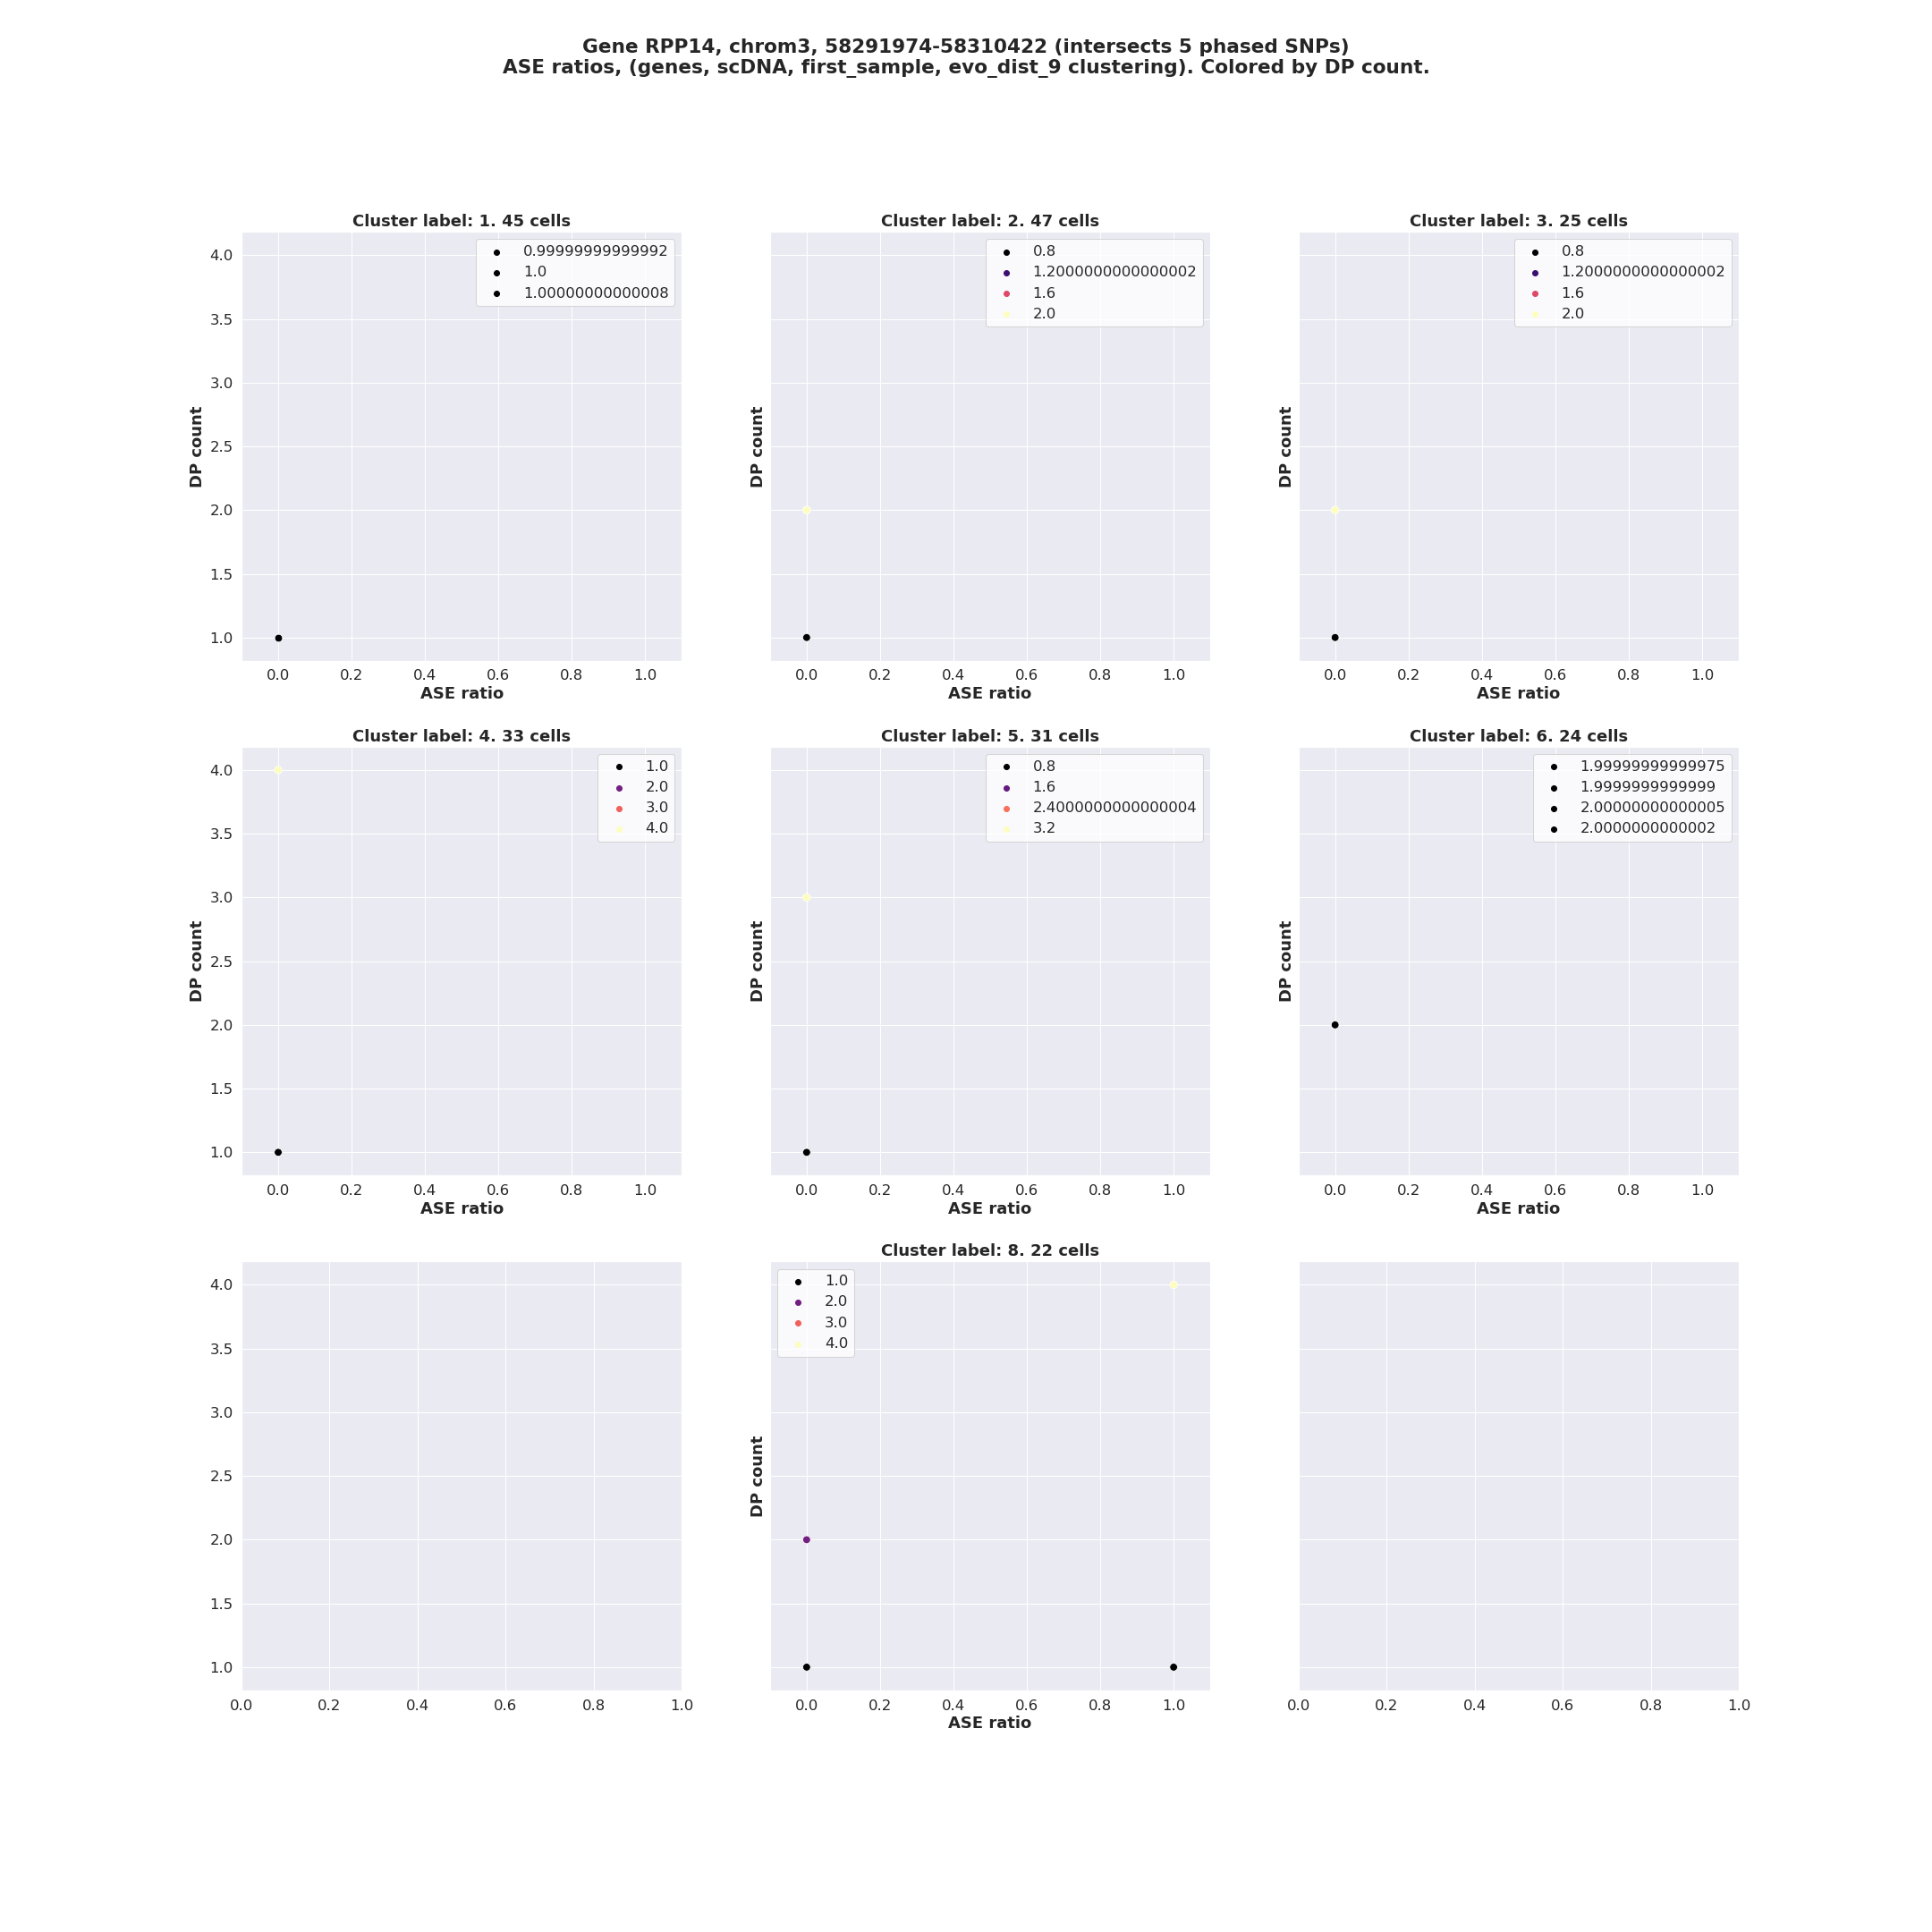 Gene RPP14, chrom3, 58291974-58310422 (intersects 5 phased SNPs)
ASE ratios, (genes, scDNA, first_sample, evo_dist_9 clustering). Colored by DP count.
Cluster label: 1. 45 cells
0.99999999999992
1.0
1.00000000000008
4.0
3.5
3.0
2.5
2.0
1.5
1.0
DP count
0.0 0.2 0.4 0.6 0.8 1.0
ASE ratio
Cluster label: 2. 47 cells
0.8
1.2000000000000002
1.6
2.0
DP count
0.0 0.2 0.4 0.6 0.8 1.0
ASE ratio
Cluster label: 3. 25 cells
0.8
1.2000000000000002
1.6
2.0
DP count
0.0 0.2 0.4 0.6 0.8 1.0
ASE ratio
Cluster label: 4. 33 cells
1.0
2.0
3.0
4.0
4.0
3.5
3.0
2.5
2.0
1.5
1.0
DP count
0.0 0.2 0.4 0.6 0.8 1.0
ASE ratio
Cluster label: 5. 31 cells
0.8
1.6
2.4000000000000004
3.2
DP count
0.0 0.2 0.4 0.6 0.8 1.0
ASE ratio
Cluster label: 6. 24 cells
1.99999999999975
1.9999999999999
2.00000000000005
2.0000000000002
DP count
0.0 0.2 0.4 0.6 0.8 1.0
ASE ratio
4.0
3.5
3.0
2.5
2.0
1.5
1.0
0.0 0.2 0.4 0.6 0.8 1.0
Cluster label: 8. 22 cells
1.0
2.0
3.0
4.0
DP count
0.0 0.2 0.4 0.6 0.8 1.0
ASE ratio
0.0 0.2 0.4 0.6 0.8 1.0